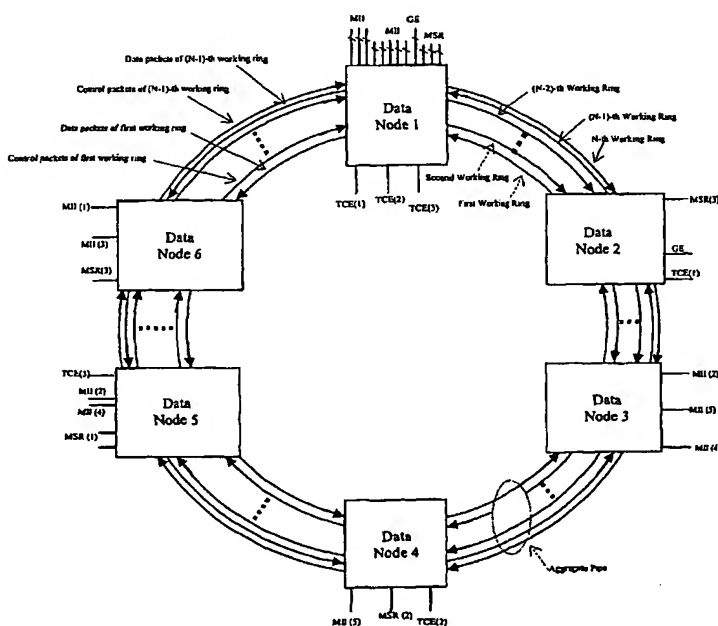 MII
MII
GE
MSR
Data packets of (N-1)-th working ring
Control packets of (N-1)-th working ring
Data packets of first working ring
Control packets of first working ring
Data
Node 1
(N-2)-th Working Ring
(N-1)-th Working Ring
N-th Working Ring
Second Working Ring
First Working Ring
TCE(1)
TCE(2)
TCE(3)
MII (1)
MII (3)
MSR(3)
Data
Node 6
Data
Node 2
MSR(3)
GE
TCE(1)
TCE(3)
MII (2)
MII (4)
MSR (1)
Data
Node 5
Data
Node 3
MII (2)
MII (5)
MII (4)
Data
Node 4
Aggregate Pipe
MII (5)
MSR (2)
TCE(2)